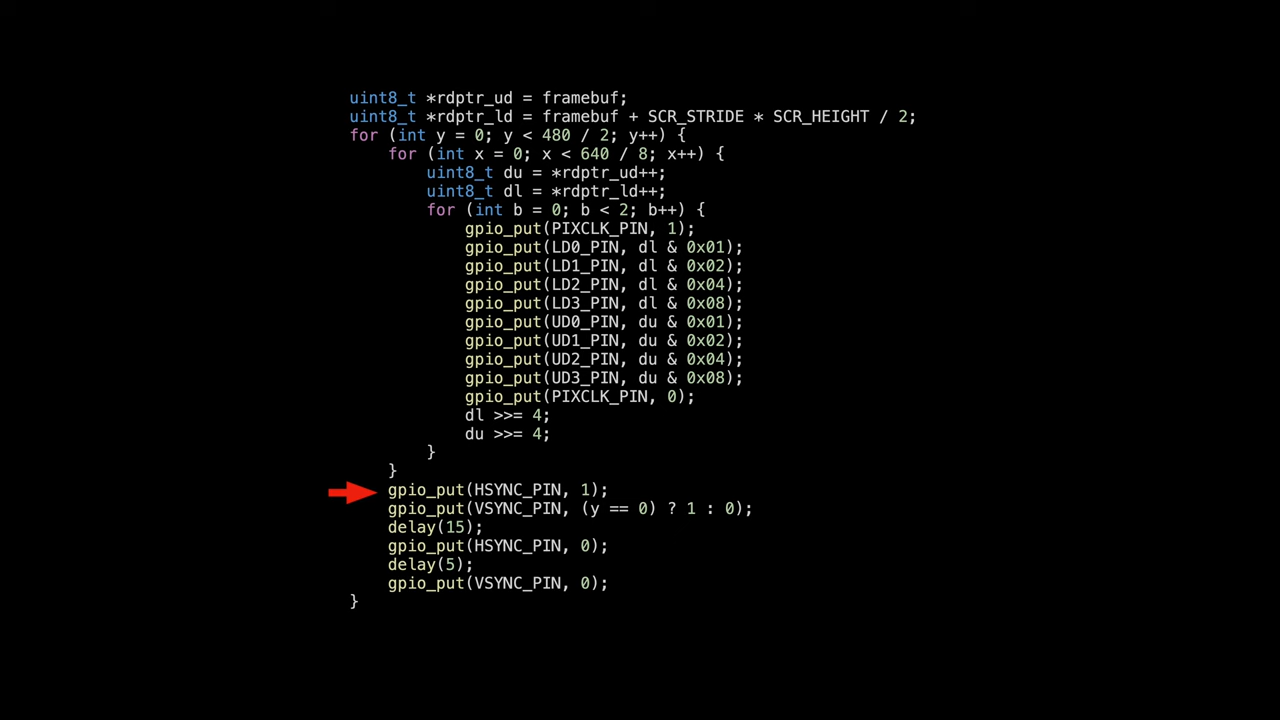 uint8_t *rdptr_ud = framebuf;
uint8_t *rdptr_ld = framebuf + SCR_STRIDE * SCR_HEIGHT / 2;
for (int y = 0; y < 480 / 2; y++) {
    for (int x = 0; x < 640 / 8; x++) {
        uint8_t du = *rdptr_ud++;
        uint8_t dl = *rdptr_ld++;
        for (int b = 0; b < 2; b++) {
            gpio_put(PIXCLK_PIN, 1);
            gpio_put(LD0_PIN, dl & 0x01);
            gpio_put(LD1_PIN, dl & 0x02);
            gpio_put(LD2_PIN, dl & 0x04);
            gpio_put(LD3_PIN, dl & 0x08);
            gpio_put(UD0_PIN, du & 0x01);
            gpio_put(UD1_PIN, du & 0x02);
            gpio_put(UD2_PIN, du & 0x04);
            gpio_put(UD3_PIN, du & 0x08);
            gpio_put(PIXCLK_PIN, 0);
            dl >>= 4;
            du >>= 4;
        }
    }
    gpio_put(HSYNC_PIN, 1);
    gpio_put(VSYNC_PIN, (y == 0) ? 1 : 0);
    delay(15);
    gpio_put(HSYNC_PIN, 0);
    delay(5);
    gpio_put(VSYNC_PIN, 0);
}